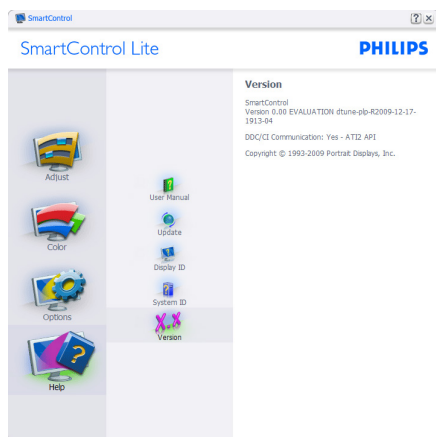 SmartControl
SmartControl Lite
PHILIPS
Adjust
Color
Options
Help
User Manual
Update
Display ID
System ID
X.X
Verson
Version
SmartControl
Version 0.00 EVALUATION dtune-plp-R2009-12-17-
1913-04
DDC/CI Communication: Yes - ATI2 API
Copyright © 1993-2009 Portrait Displays, Inc.